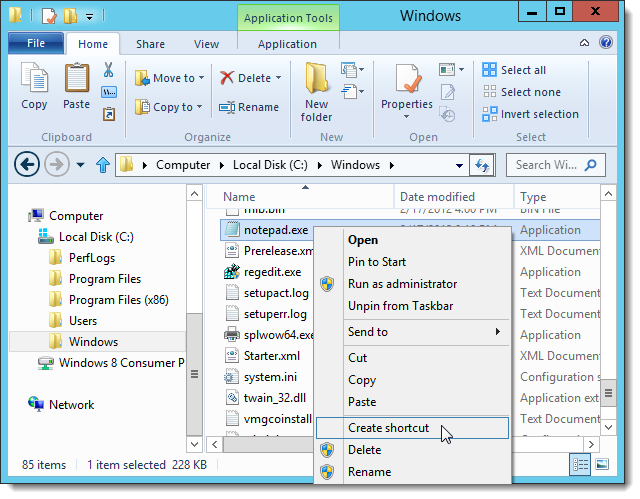 Application Tools
Windows
File
Home
Share
View
Application
Copy
Paste
Move to
Copy to
Delete
Rename
New
folder
Properties
Select all
Select none
Invert selection
Clipboard
Organize
New
Open
Select
Computer
Local Disk (C:)
Windows
Search Wi...
Name
Date modified
Type
Computer
Local Disk (C:)
PerfLogs
Program Files
Program Files (x86)
Users
Windows
Windows 8 Consumer P
Network
mib.bin 2/17/2012 4:00 PM BIN File
notepad.exe Application
Prerelease.xm XML Documen
regedit.exe Application
setupact.log Text Document
setuperr.log Text Document
splwow64.exe Application
Starter.xml XML Documen
system.ini Configuration s
twain_32.dll Application ext
vmgcoinstall Text Document
Open
Pin to Start
Run as administrator
Unpin from Taskbar
Send to
Cut
Copy
Paste
Create shortcut
Delete
Rename
85 items
1 item selected 228 KB